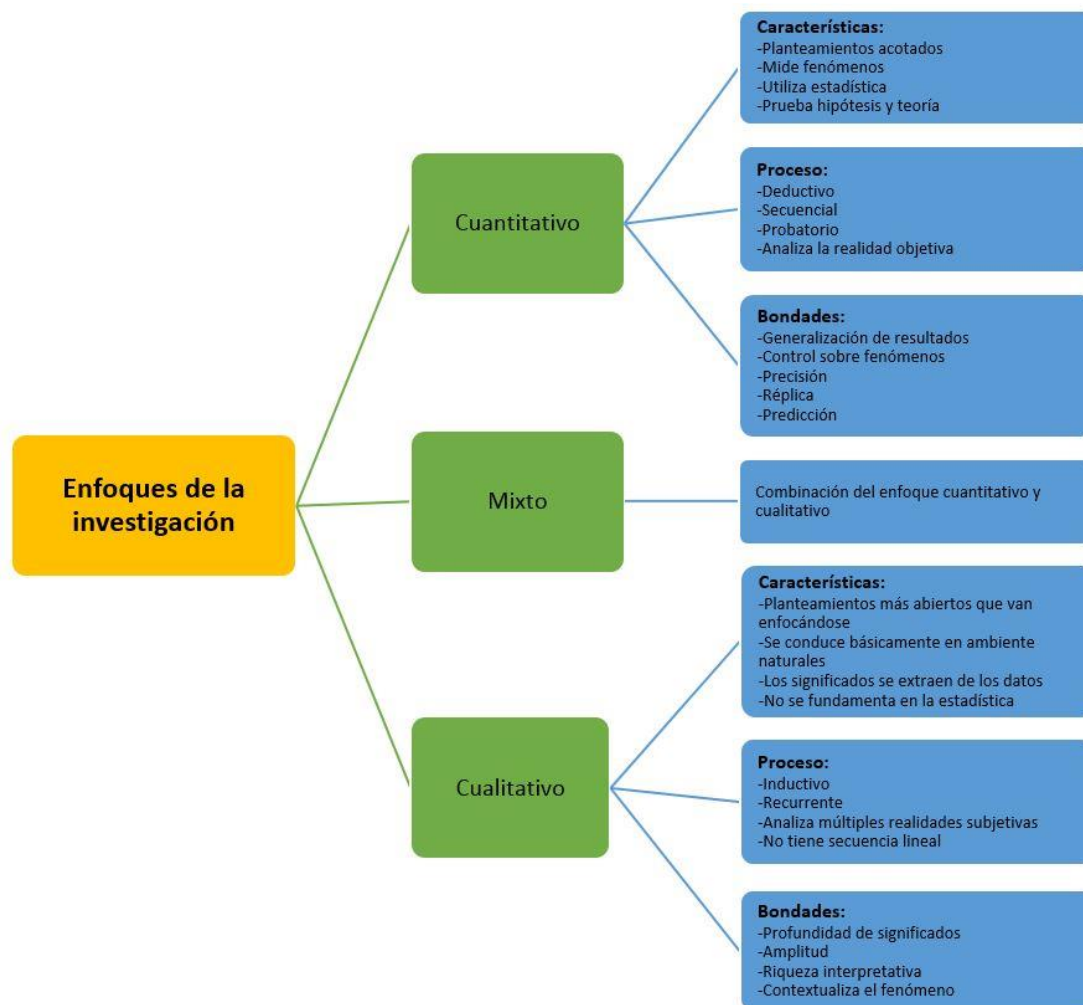 Enfoques de la
investigación
Cuantitativo
Características:
-Planteamientos acotados
-Mide fenómenos
-Utiliza estadística
-Prueba hipótesis y teoría
Proceso:
-Deductivo
-Secuencial
-Probatorio
-Analiza la realidad objetiva
Bondades:
-Generalización de resultados
-Control sobre fenómenos
-Precisión
-Réplica
-Predicción
Mixto
Combinación del enfoque cuantitativo y
cualitativo
Cualitativo
Características:
-Planteamientos más abiertos que van
enfocándose
-Se conduce básicamente en ambiente
naturales
-Los significados se extraen de los datos
-No se fundamenta en la estadística
Proceso:
-Inductivo
-Recurrente
-Analiza múltiples realidades subjetivas
-No tiene secuencia lineal
Bondades:
-Profundidad de significados
-Amplitud
-Riqueza interpretativa
-Contextualiza el fenómeno